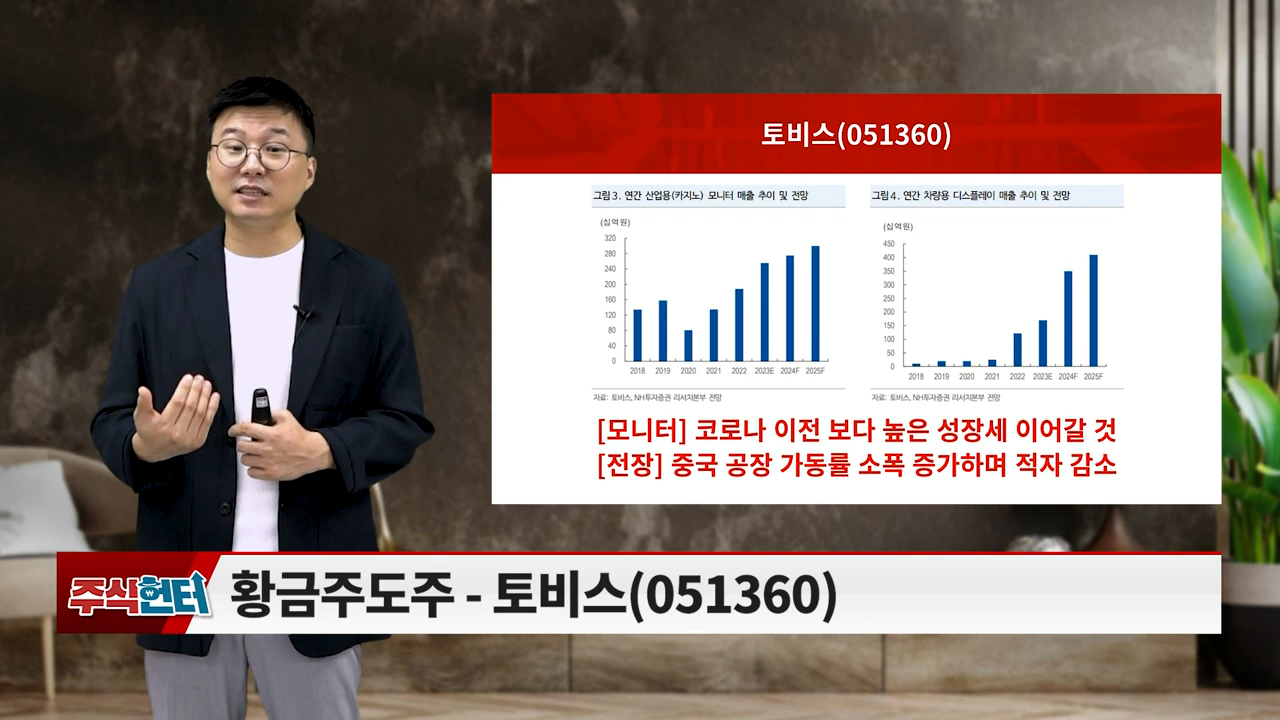 토비스(051360)
그림 3. 연간 산업용(카지노) 모니터 매출 추이 및 전망
(십억원)
320
280
240
200
160
120
80
40
0
2018 2019 2020 2021 2022 2023E 2024F 2025F
자료: 토비스, NH투자증권 리서치본부 전망
그림 4. 연간 차량용 디스플레이 매출 추이 및 전망
(십억원)
450
400
350
300
250
200
150
100
50
0
2018 2019 2020 2021 2022 2023E 2024F 2025F
자료: 토비스, NH투자증권 리서치본부 전망
[모니터] 코로나 이전 보다 높은 성장세 이어갈 것
[전장] 중국 공장 가동률 소폭 증가하며 적자 감소
주식헌터 황금주도주 - 토비스(051360)